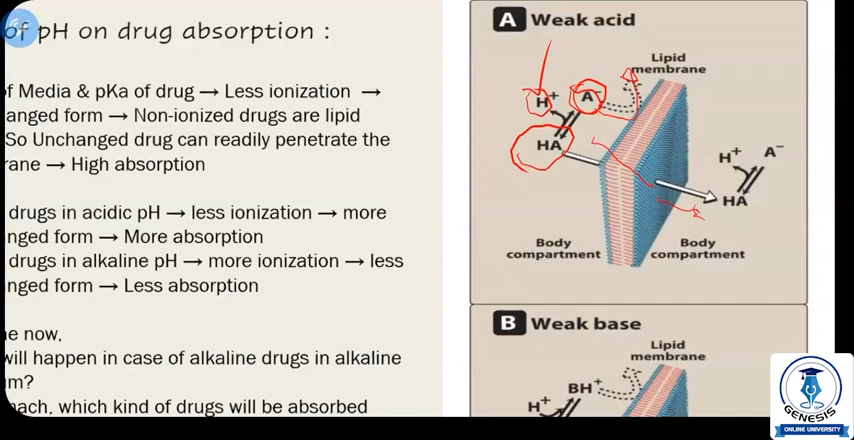 of pH on drug absorption :
of Media & pKa of drug → Less ionization →
anged form → Non-ionized drugs are lipid
So Unchanged drug can readily penetrate the
rane → High absorption
drugs in acidic pH → less ionization → more
nged form → More absorption
drugs in alkaline pH → more ionization → less
nged form → Less absorption
e now,
will happen in case of alkaline drugs in alkaline
m?
ach, which kind of drugs will be absorbed
A Weak acid
Lipid
membrane
H+ A-
HA
H+ A-
HA
Body
compartment
Body
compartment
B Weak base
Lipid
membrane
BH+
H+
GENESIS
ONLINE UNIVERSITY